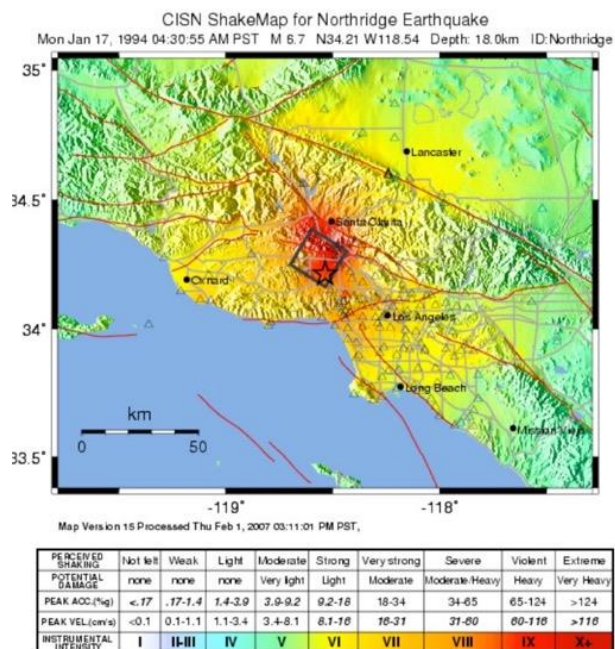 CISN ShakeMap for Northridge Earthquake
Mon Jan 17, 1994 04:30:55 AM PST M 6.7 N34.21 W118.54 Depth: 18.0km ID:Northridge
35°
Lancaster
34.5°
Santa Clarita
Oxnard
34°
Los Angeles
Long Beach
km
0 50
Mission Viejo
33.5°
-119° -118°
Map Version 15 Processed Thu Feb 1, 2007 03:11:01 PM PST,
PERCEIVED SHAKING Not felt Weak Light Moderate Strong Very strong Severe Violent Extreme
POTENTIAL DAMAGE none none none Very light Light Moderate Moderate/Heavy Heavy Very Heavy
PEAK ACC.(%g) <.17 .17-1.4 1.4-3.9 3.9-9.2 9.2-18 18-34 34-65 65-124 >124
PEAK VEL.(cm/s) <0.1 0.1-1.1 1.1-3.4 3.4-8.1 8.1-16 16-31 31-60 60-116 >116
INSTRUMENTAL INTENSITY I II-III IV V VI VII VIII IX X+